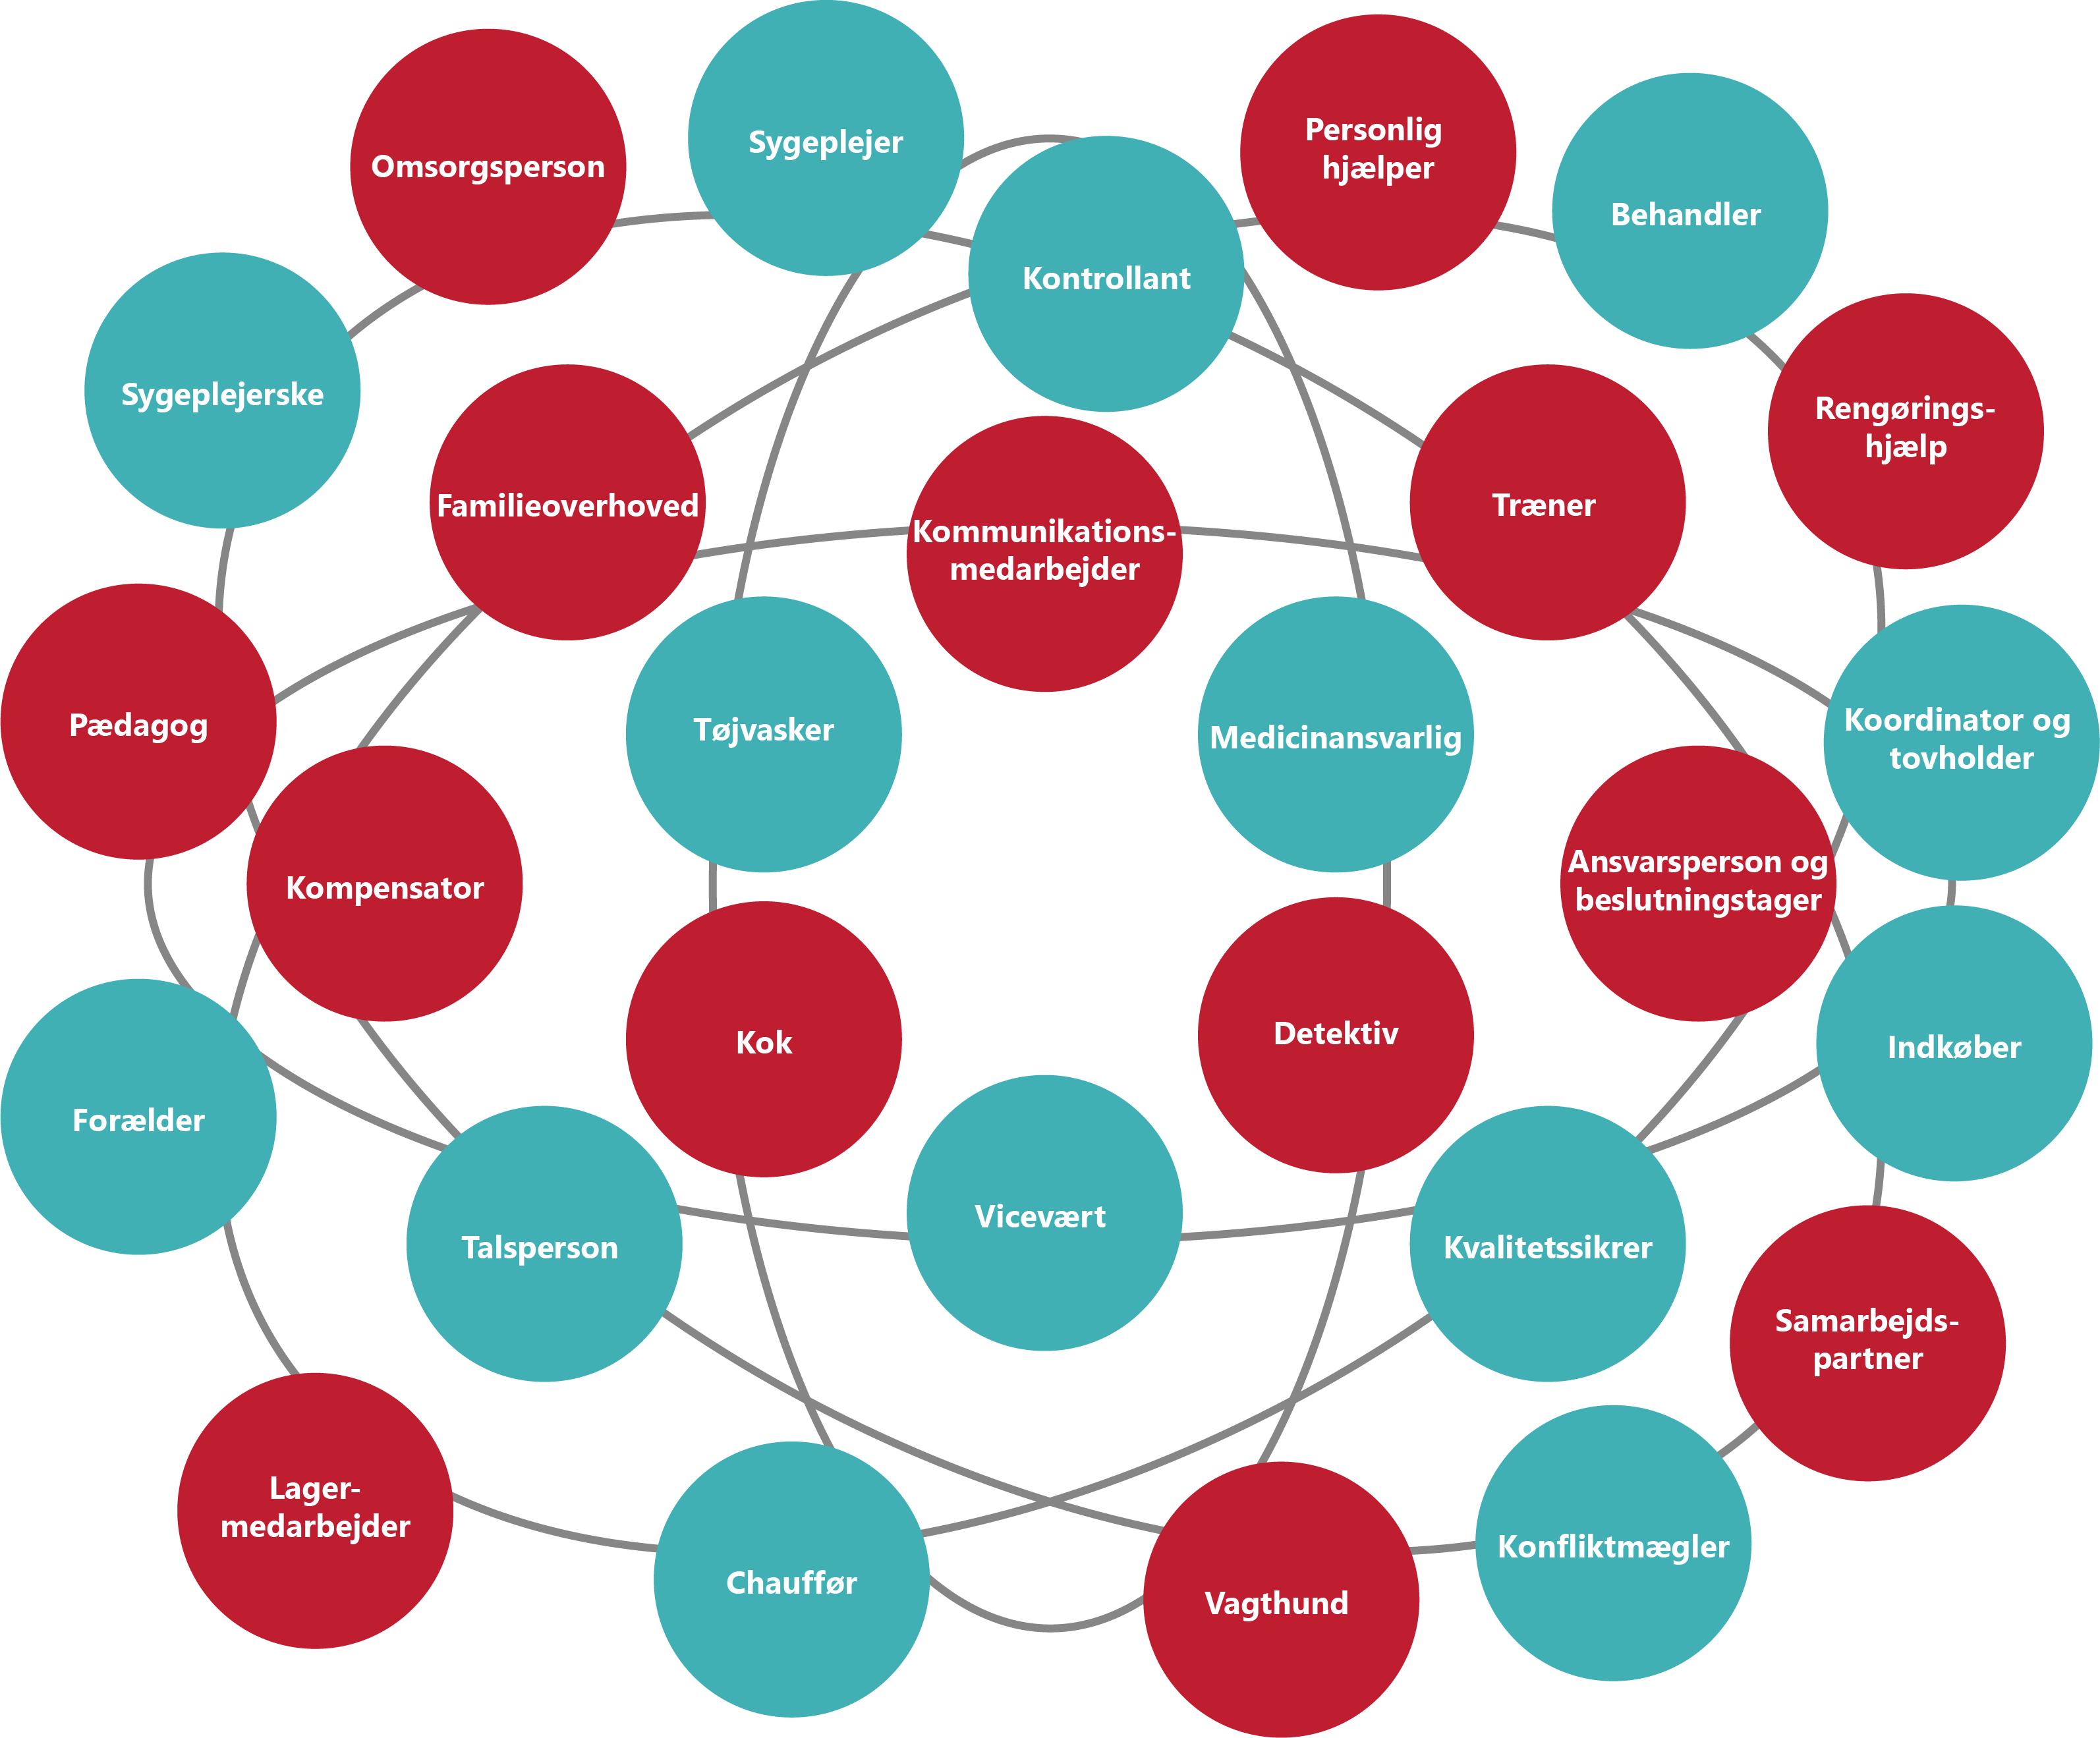 Omsorgsperson
Sygeplejer
Personlig
hjælper
Behandler
Kontrollant
Sygeplejerske
Rengørings-
hjælp
Familieoverhoved
Kommunikations-
medarbejder
Træner
Pædagog
Tøjvasker
Medicinansvarlig
Koordinator og
tovholder
Kompensator
Ansvarsperson og
beslutningstager
Forælder
Kok
Detektiv
Indkøber
Talsperson
Vicevært
Kvalitetssikrer
Samarbejds-
partner
Lager-
medarbejder
Chauffør
Vagthund
Konfliktmægler